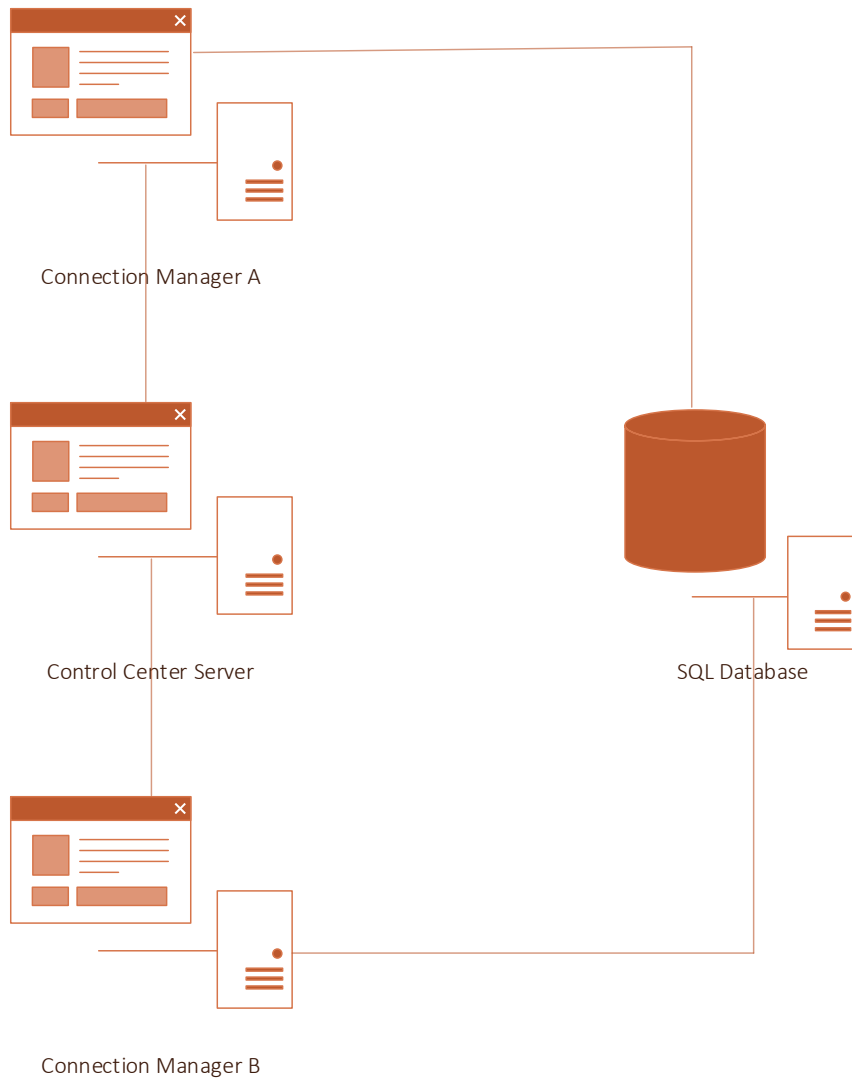 Connection Manager A
Control Center Server
SQL Database
Connection Manager B